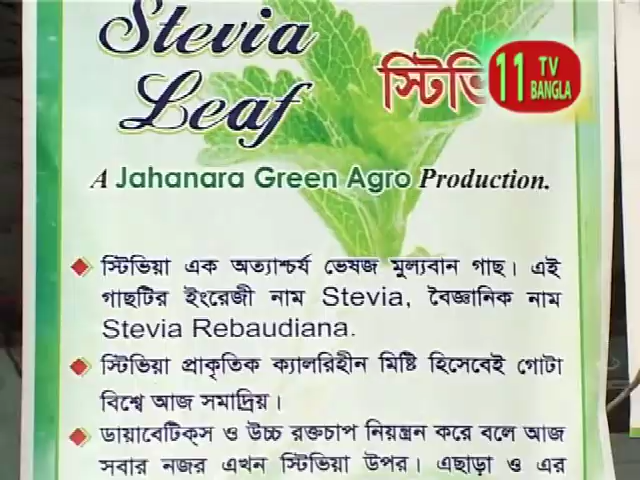 Stevia
Leaf
11 TV
BANGLA
A Jahanara Green Agro Production.
স্টিভিয়া এক অত্যাশ্চর্য ভেষজ মুল্যবান গাছ। এই
গাছটির ইংরেজী নাম Stevia, বৈজ্ঞানিক নাম
Stevia Rebaudiana.
স্টিভিয়া প্রাকৃতিক ক্যালরিহীন মিষ্টি হিসেবেই গোটা
বিশ্বে আজ সমাদ্রিয়।
ডায়াবেটিক্স ও উচ্চ রক্তচাপ নিয়ন্ত্রন করে বলে আজ
সবার নজর এখন স্টিভিয়া উপর। এছাড়া ও এর